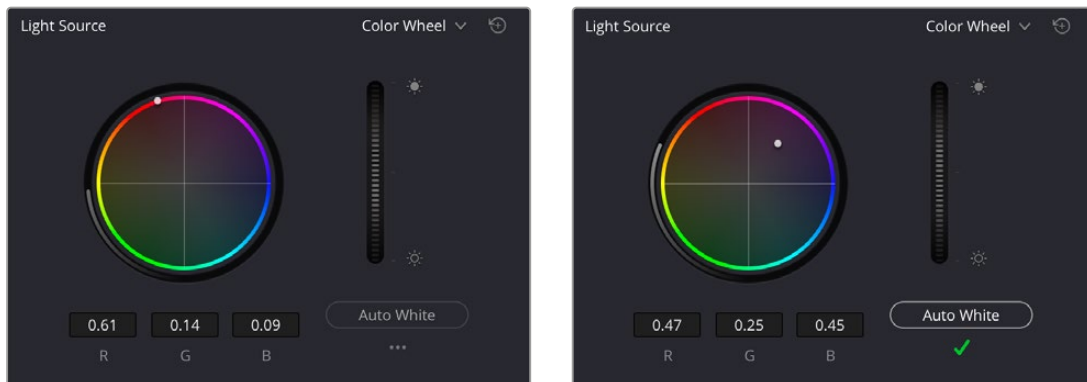 Light Source Color Wheel
0.61 0.14 0.09
R G B
Auto White
Light Source Color Wheel
0.47 0.25 0.45
R G B
Auto White